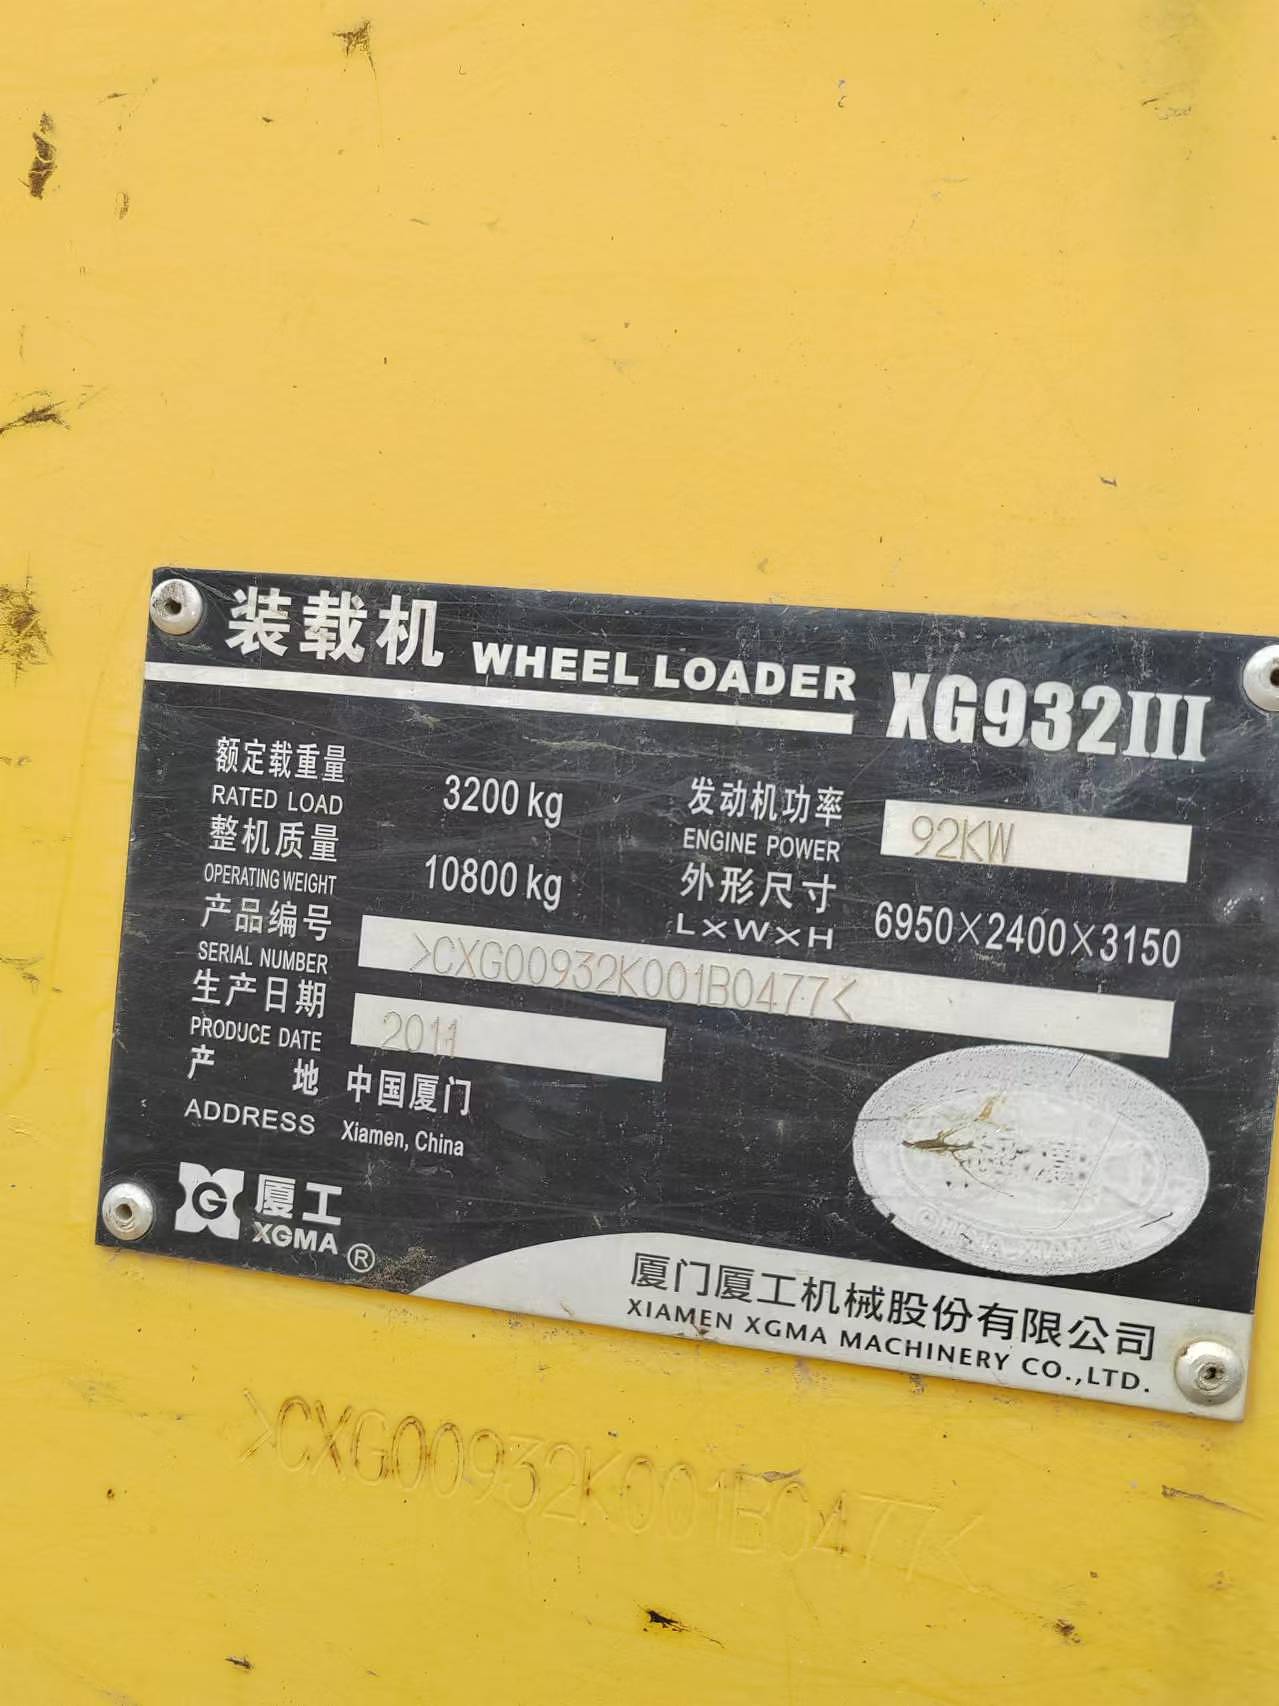 装载机 WHEEL LOADER XG932III
额定载重量 3200 kg 发动机功率 92KW
RATED LOAD ENGINE POWER
整机质量 10800 kg 外形尺寸 6950×2400×3150
OPERATING WEIGHT L×W×H
产品编号 >CXG00932K001B0477<
SERIAL NUMBER
生产日期 2011
PRODUCE DATE
产 地 中国厦门
ADDRESS Xiamen, China
G 厦工
XGMA ®
CHINA XIAMEN
厦门厦工机械股份有限公司
XIAMEN XGMA MACHINERY CO.,LTD.
>CXG00932K001B0477<